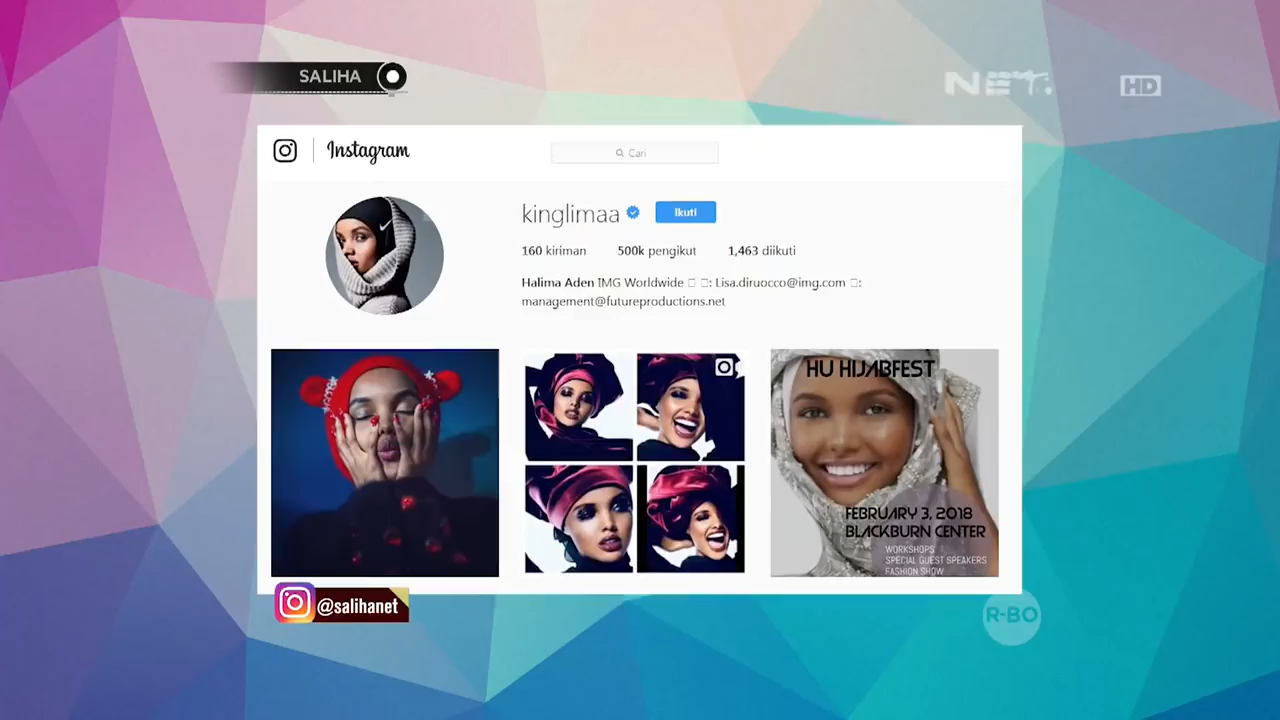 SALIHA
NET.
HD
Instagram
Cari
kinglimaa
Ikuti
160 kiriman 500k pengikut 1,463 diikuti
Halima Aden IMG Worldwide : Lisa.diruocco@img.com :
management@futureproductions.net
HU HIJABFEST
FEBRUARY 3, 2018
BLACKBURN CENTER
WORKSHOPS
SPECIAL GUEST SPEAKERS
FASHION SHOW
@salihanet
R-BO